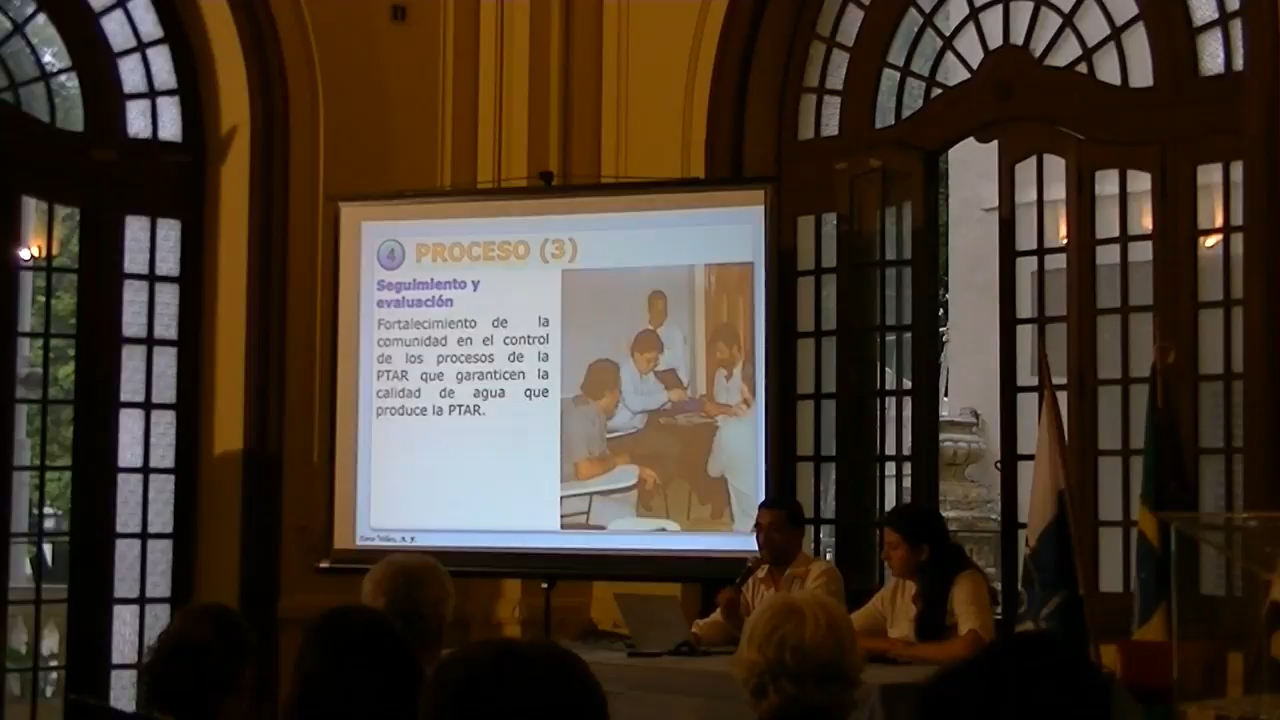 4 PROCESO (3)
Seguimiento y
evaluación
Fortalecimiento de la
comunidad en el control
de los procesos de la
PTAR que garanticen la
calidad de agua que
produce la PTAR.